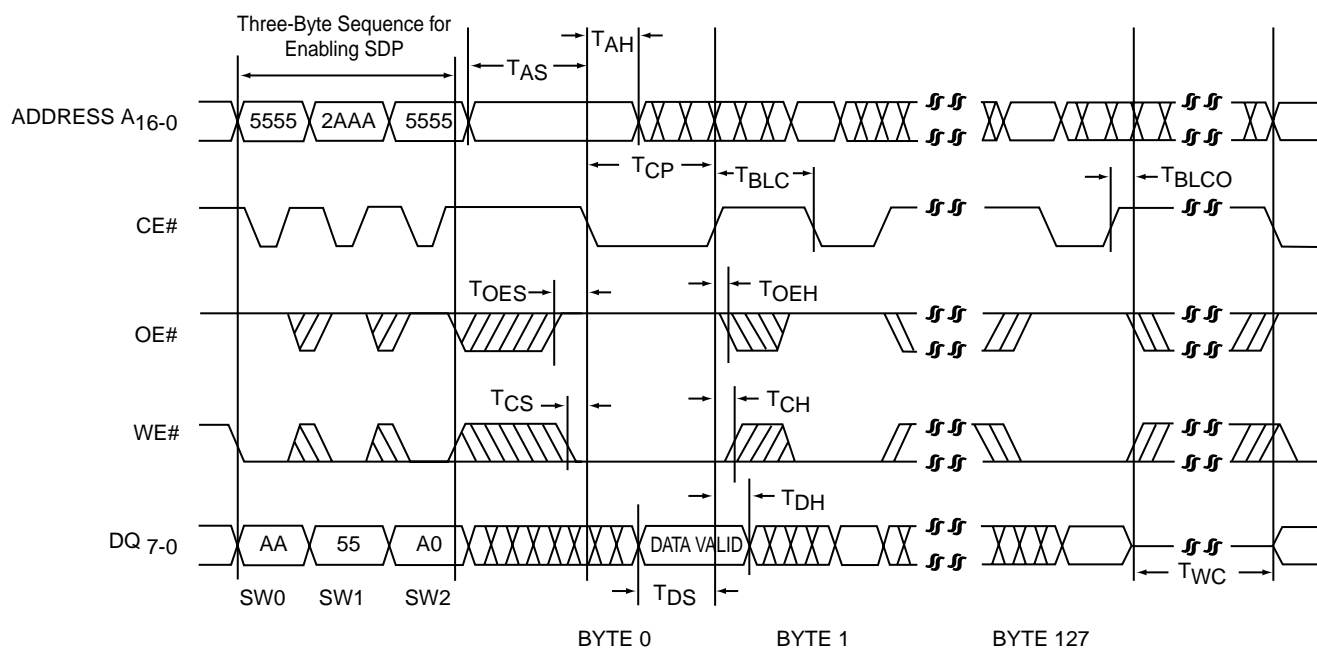 Three-Byte Sequence for
Enabling SDP
TAH
TAS
ADDRESS A16-0
5555
2AAA
5555
TCP
TBLC
TBLCO
CE#
TOES
TOEH
OE#
TCS
TCH
WE#
TDH
DQ 7-0
AA
55
A0
DATA VALID
TWC
SW0
SW1
SW2
TDS
BYTE 0
BYTE 1
BYTE 127